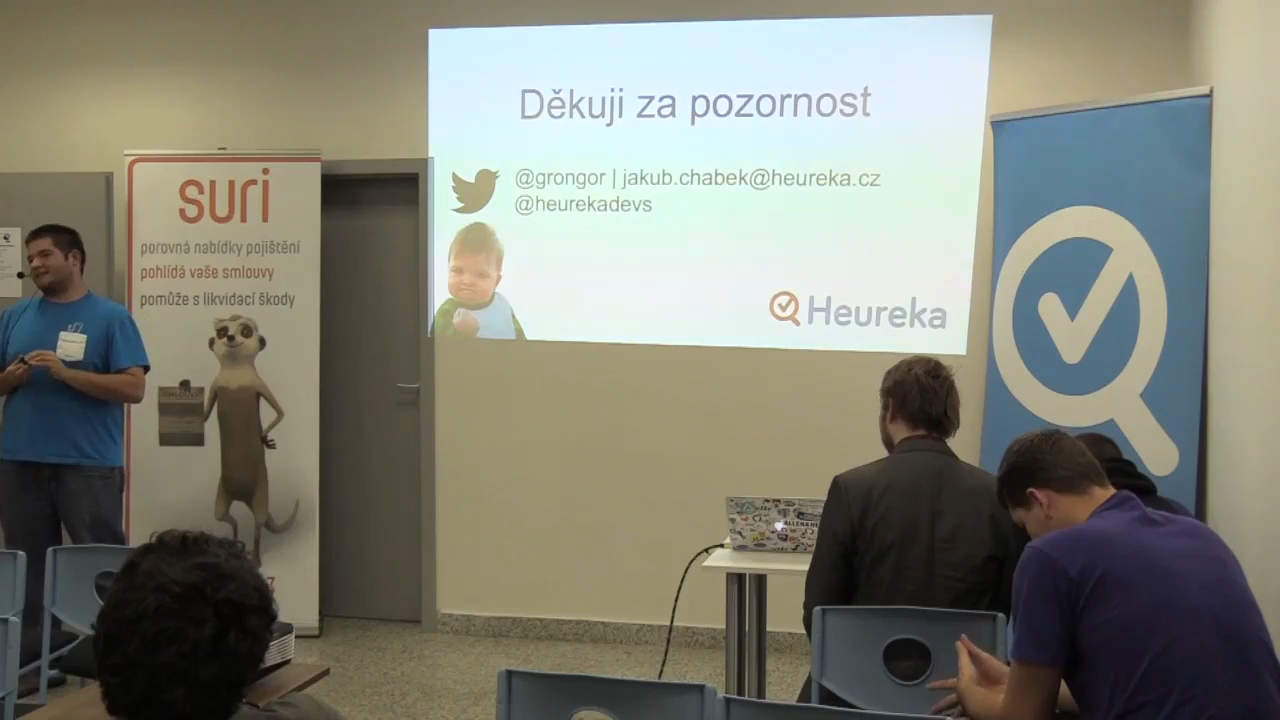 Děkuji za pozornost
@grongor | jakub.chabek@heureka.cz
@heurekadevs
Heureka
suri
porovná nabídky pojištění
pohlídá vaše smlouvy
pomůže s likvidací škody